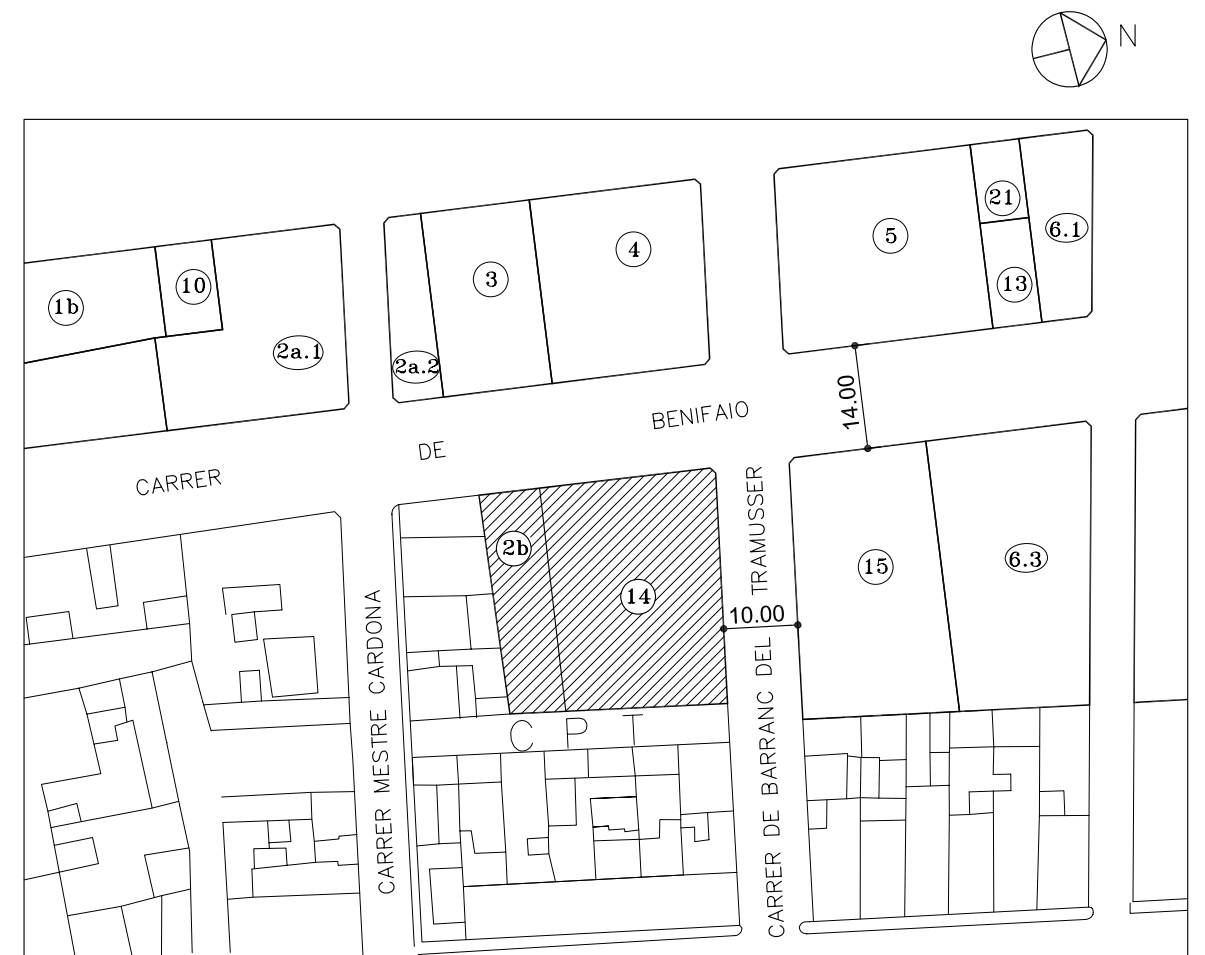 N
21
5
6.1
4
3
13
10
1b
2a.1
2a.2
14.00
BENIFAIO
DE
CARRER
CARRER DE BARRANC DEL TRAMUSSER
2b
15
6.3
14
10.00
CARRER MESTRE CARDONA
C P T